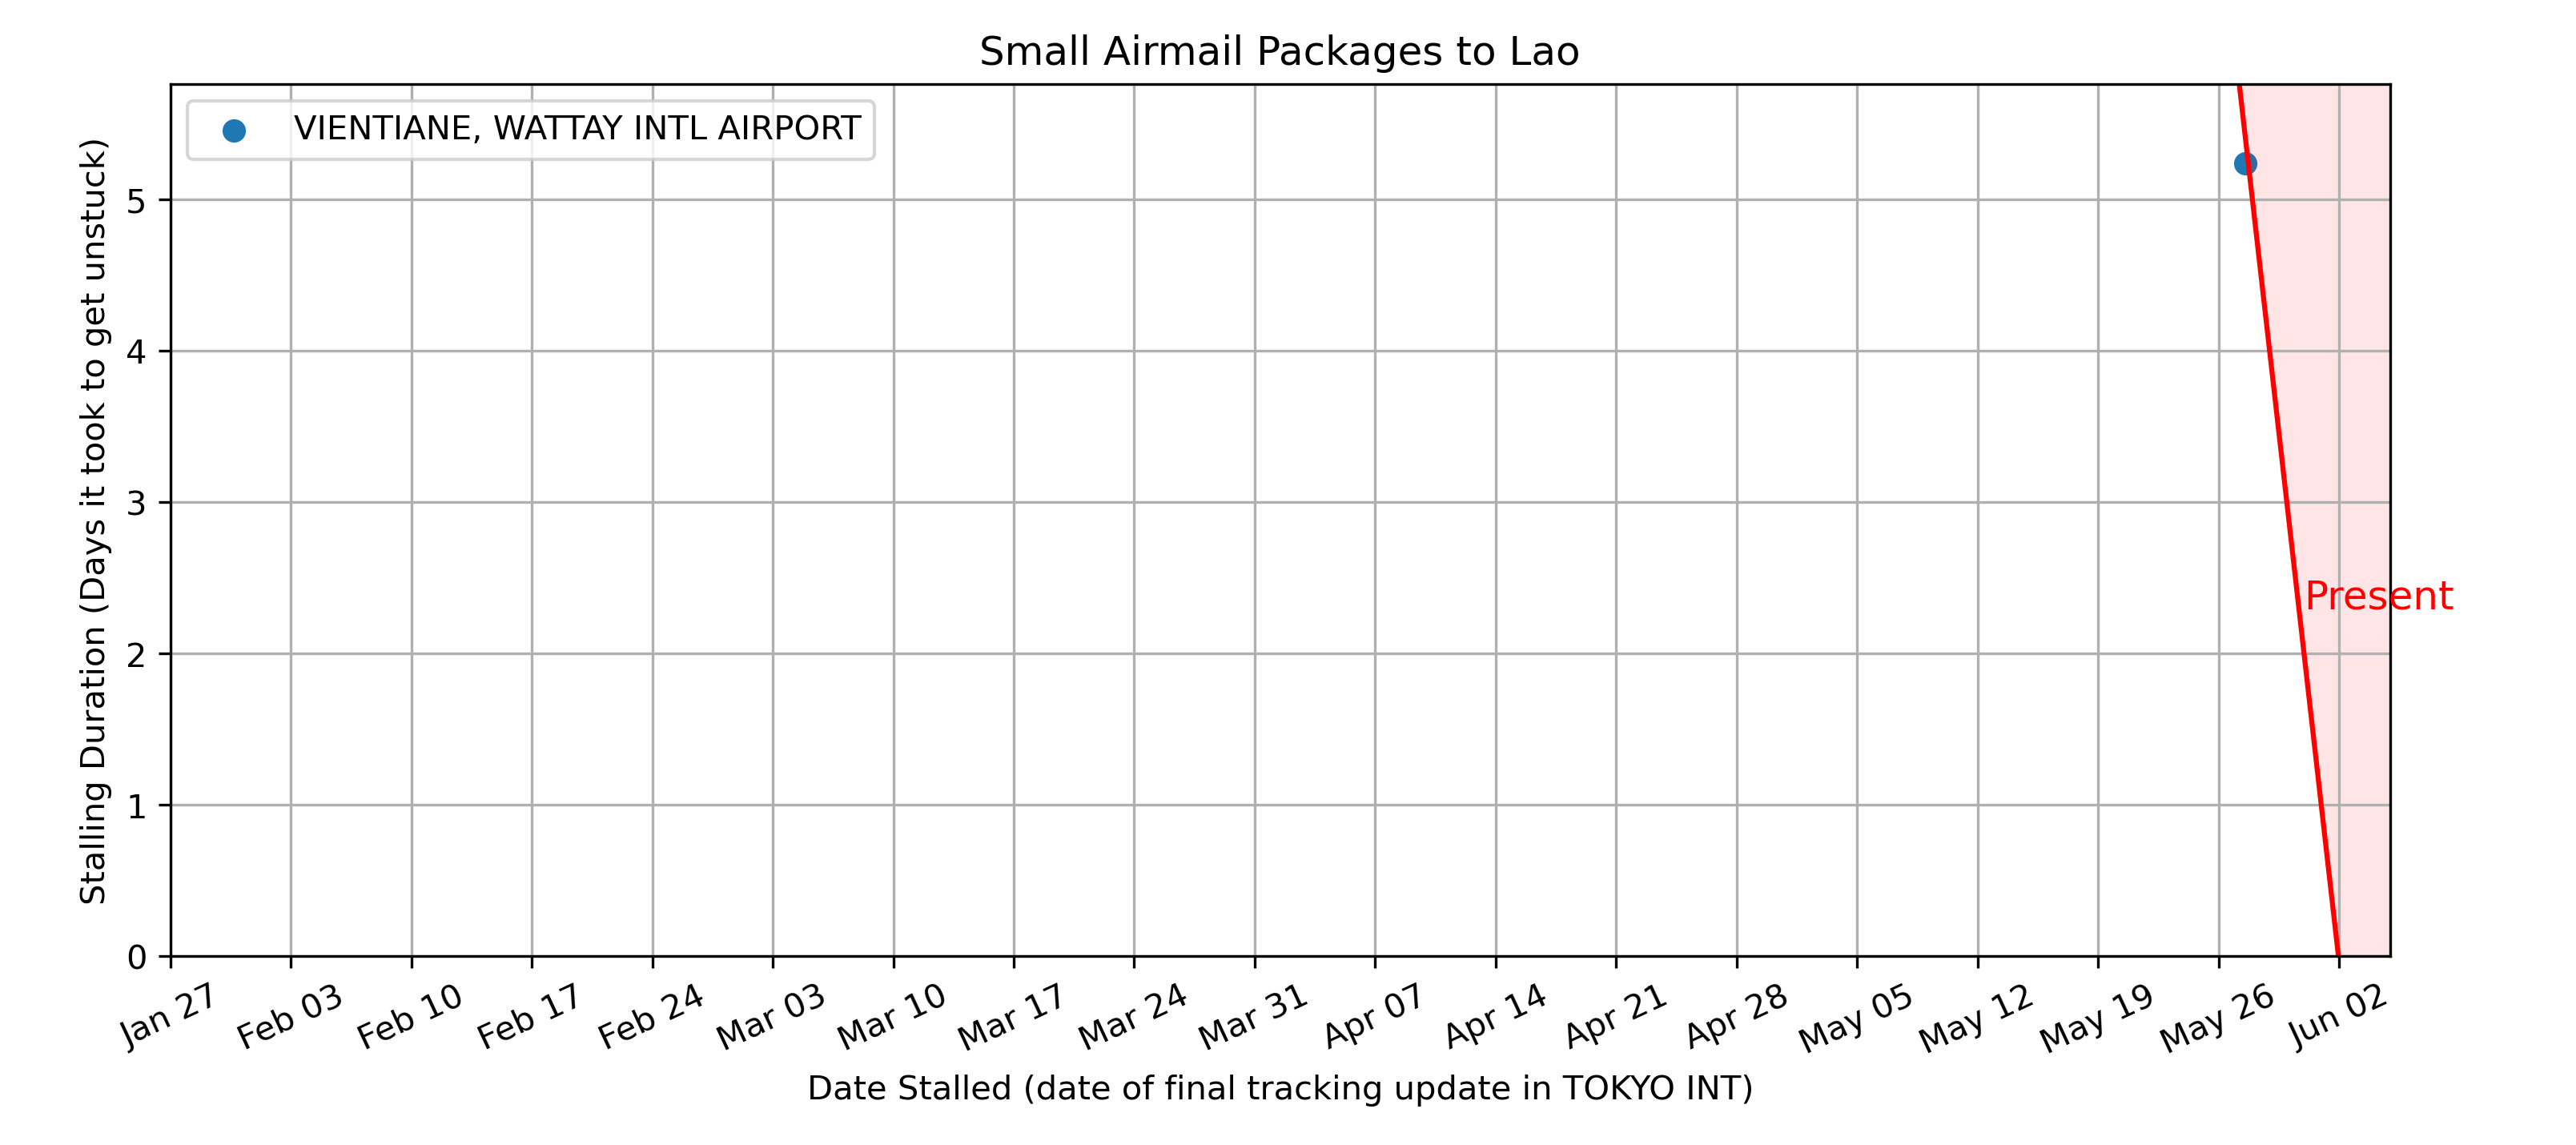 Small Airmail Packages to Lao
VIENTIANE, WATTAY INTL AIRPORT
Stalling Duration (Days it took to get unstuck)
5
4
3
2
1
0
Present
Jan 27
Feb 03
Feb 10
Feb 17
Feb 24
Mar 03
Mar 10
Mar 17
Mar 24
Mar 31
Apr 07
Apr 14
Apr 21
Apr 28
May 05
May 12
May 19
May 26
Jun 02
Date Stalled (date of final tracking update in TOKYO INT)